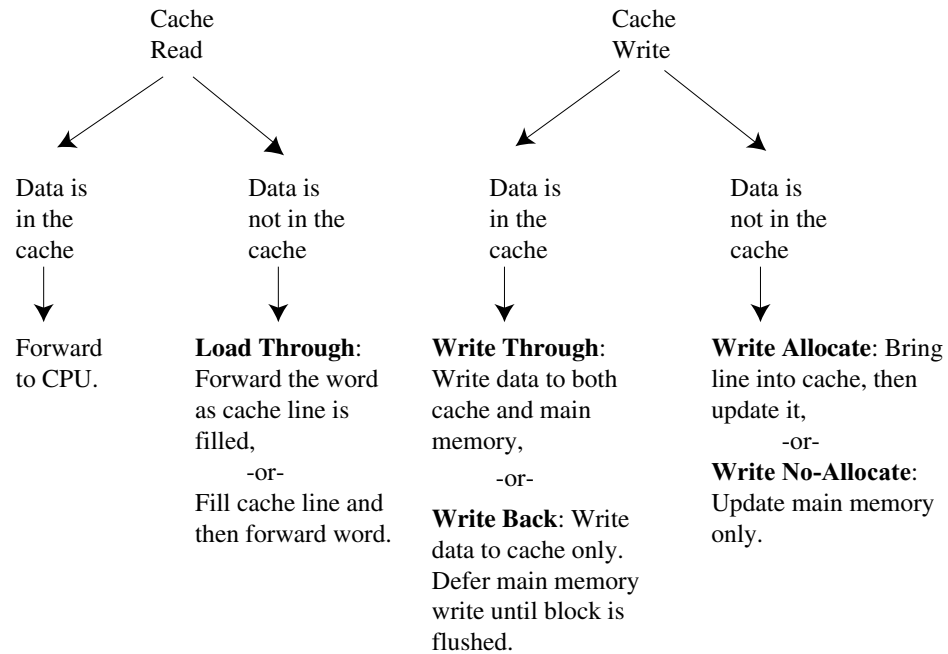 Cache
Read
Cache
Write
Data is
in the
cache
Data is
not in the
cache
Data is
in the
cache
Data is
not in the
cache
Forward
to CPU.
Load Through:
Forward the word
as cache line is
filled,
-or-
Fill cache line and
then forward word.
Write Through:
Write data to both
cache and main
memory,
-or-
Write Back: Write
data to cache only.
Defer main memory
write until block is
flushed.
Write Allocate: Bring
line into cache, then
update it,
-or-
Write No-Allocate:
Update main memory
only.